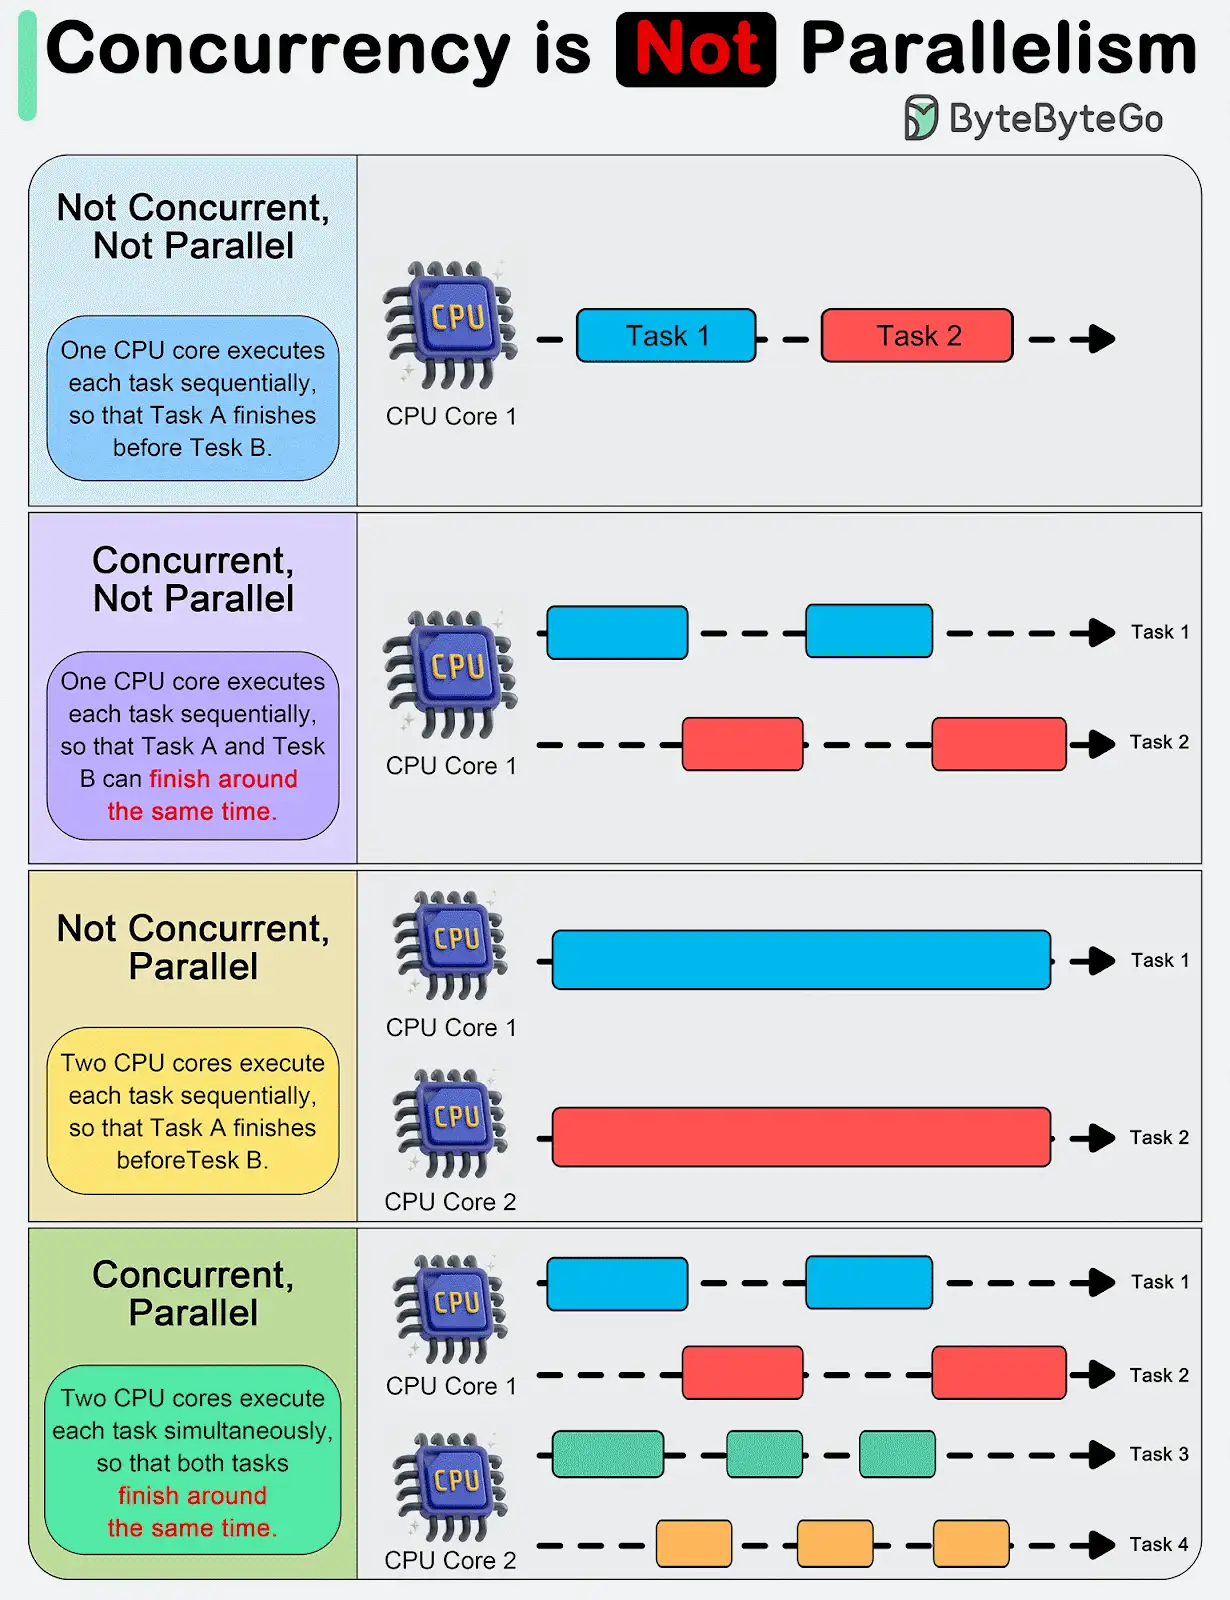 Concurrency is Not Parallelism
ByteByteGo
Not Concurrent,
Not Parallel
One CPU core executes
each task sequentially,
so that Task A finishes
before Tesk B.
CPU
CPU Core 1
Task 1
Task 2
Concurrent,
Not Parallel
One CPU core executes
each task sequentially,
so that Task A and Tesk
B can finish around
the same time.
CPU
CPU Core 1
Task 1
Task 2
Not Concurrent,
Parallel
Two CPU cores execute
each task sequentially,
so that Task A finishes
beforeTesk B.
CPU
CPU Core 1
Task 1
CPU
CPU Core 2
Task 2
Concurrent,
Parallel
Two CPU cores execute
each task simultaneously,
so that both tasks
finish around
the same time.
CPU
CPU Core 1
Task 1
Task 2
CPU
CPU Core 2
Task 3
Task 4